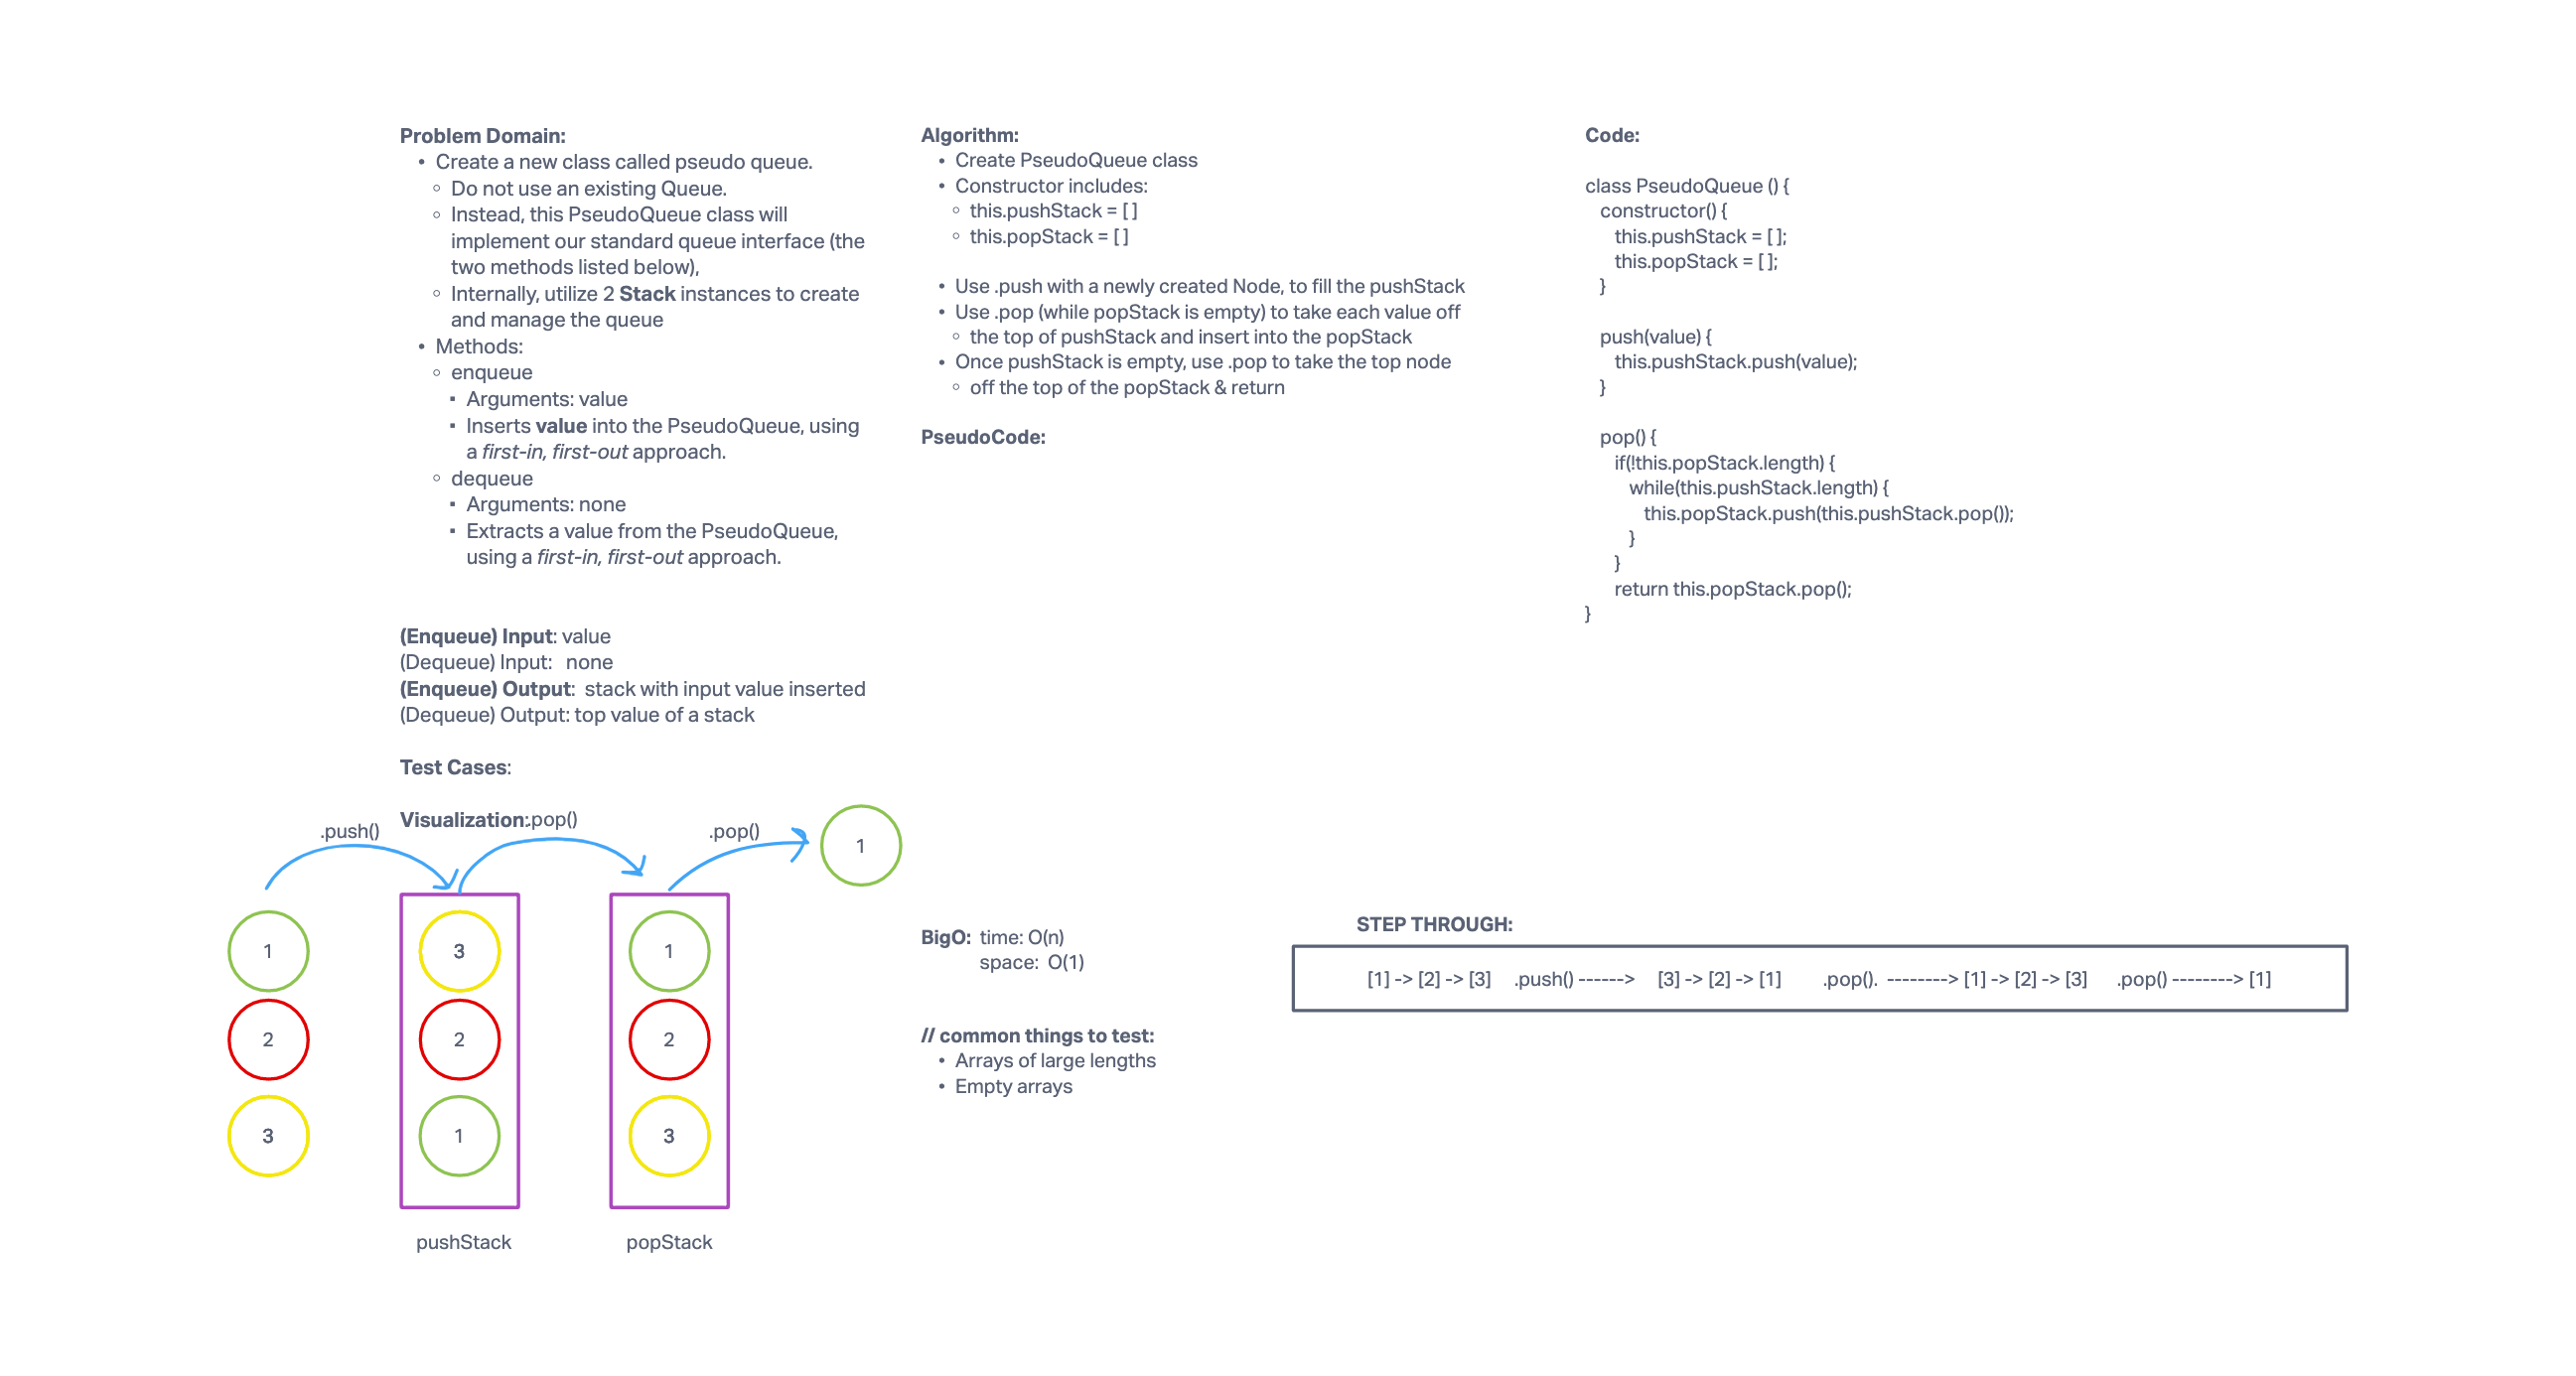 Problem Domain:
• Create a new class called pseudo queue.
◦ Do not use an existing Queue.
◦ Instead, this PseudoQueue class will
implement our standard queue interface (the
two methods listed below),
◦ Internally, utilize 2 Stack instances to create
and manage the queue
• Methods:
◦ enqueue
▪ Arguments: value
▪ Inserts value into the PseudoQueue, using
a first-in, first-out approach.
◦ dequeue
▪ Arguments: none
▪ Extracts a value from the PseudoQueue,
using a first-in, first-out approach.
(Enqueue) Input: value
(Dequeue) Input: none
(Enqueue) Output: stack with input value inserted
(Dequeue) Output: top value of a stack
Test Cases:
Visualization:
.push()
.pop()
.pop()
1
1
2
3
3
2
1
1
2
3
pushStack
popStack
Algorithm:
• Create PseudoQueue class
• Constructor includes:
◦ this.pushStack = [ ]
◦ this.popStack = [ ]
• Use .push with a newly created Node, to fill the pushStack
• Use .pop (while popStack is empty) to take each value off
◦ the top of pushStack and insert into the popStack
• Once pushStack is empty, use .pop to take the top node
◦ off the top of the popStack & return
PseudoCode:
BigO: time: O(n)
space: O(1)
// common things to test:
• Arrays of large lengths
• Empty arrays
Code:
class PseudoQueue () {
constructor() {
this.pushStack = [ ];
this.popStack = [ ];
}
push(value) {
this.pushStack.push(value);
}
pop() {
if(!this.popStack.length) {
while(this.pushStack.length) {
this.popStack.push(this.pushStack.pop());
}
}
return this.popStack.pop();
}
STEP THROUGH:
[1] -> [2] -> [3] .push() ------> [3] -> [2] -> [1] .pop(). --------> [1] -> [2] -> [3] .pop() --------> [1]